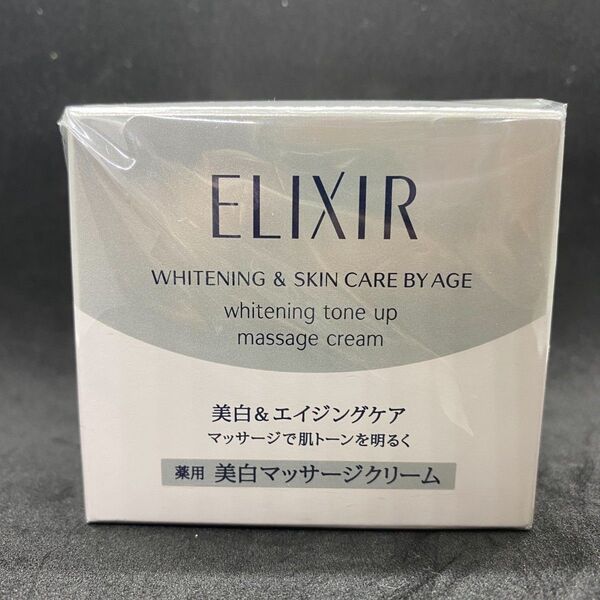 ELIXIR
WHITENING & SKIN CARE BY AGE
whitening tone up
massage cream
美白&エイジングケア
マッサージで肌トーンを明るく
薬用 美白マッサージクリーム